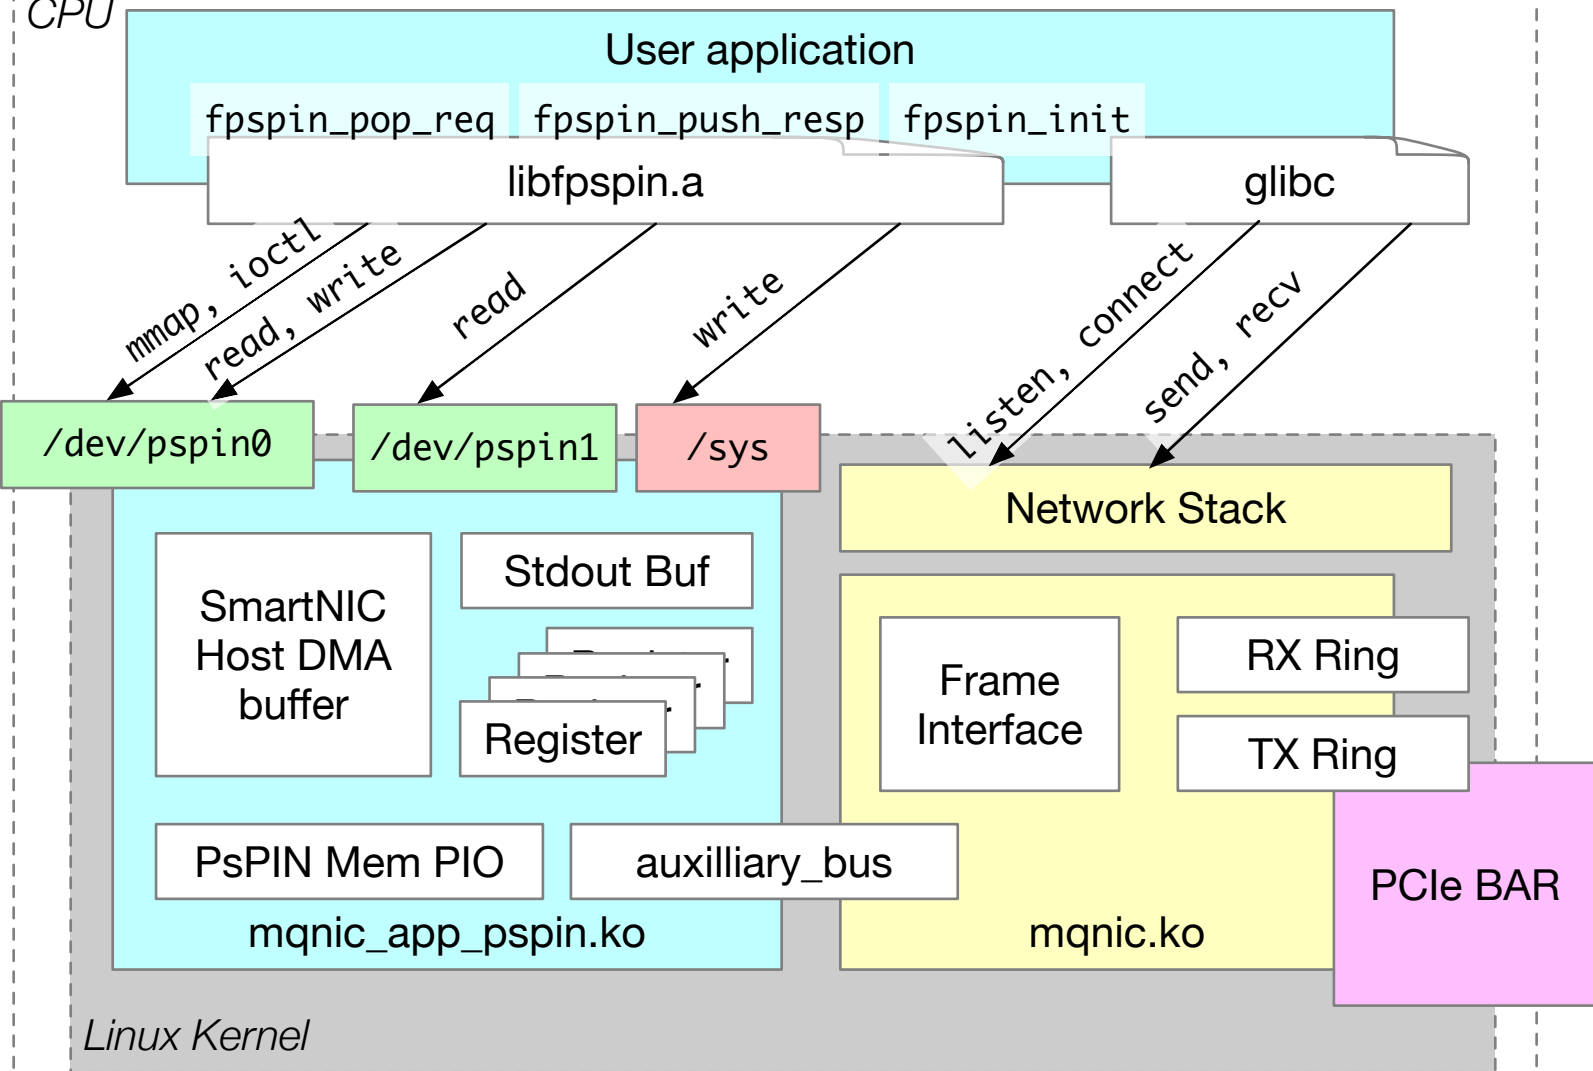 CPU
User application
fpspin_pop_req
fpspin_push_resp
fpspin_init
libfpspin.a
glibc
mmap, ioctl
read, write
read
write
listen, connect
send, recv
/dev/pspin0
/dev/pspin1
/sys
Network Stack
SmartNIC
Host DMA
buffer
Stdout Buf
Register
Frame
Interface
RX Ring
TX Ring
PsPIN Mem PIO
auxilliary_bus
PCIe BAR
mqnic_app_pspin.ko
mqnic.ko
Linux Kernel